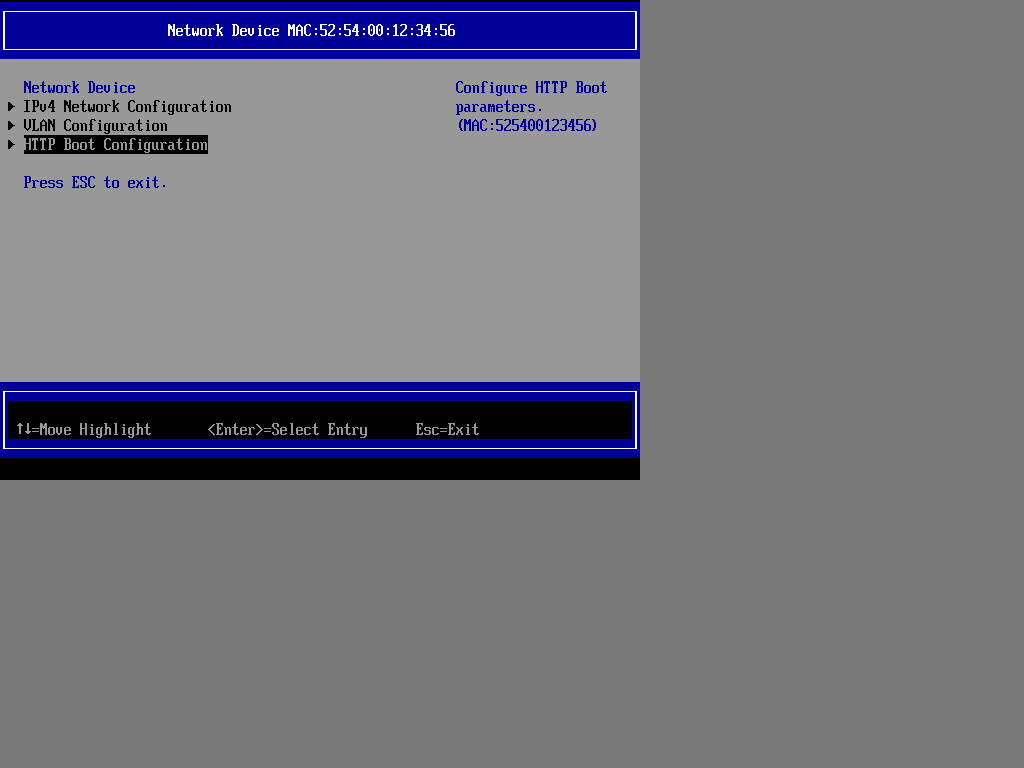 Network Device MAC:52:54:00:12:34:56
Network Device
IPv4 Network Configuration
VLAN Configuration
HTTP Boot Configuration
Press ESC to exit.
Configure HTTP Boot
parameters.
(MAC:525400123456)
↑↓=Move Highlight <Enter>=Select Entry Esc=Exit